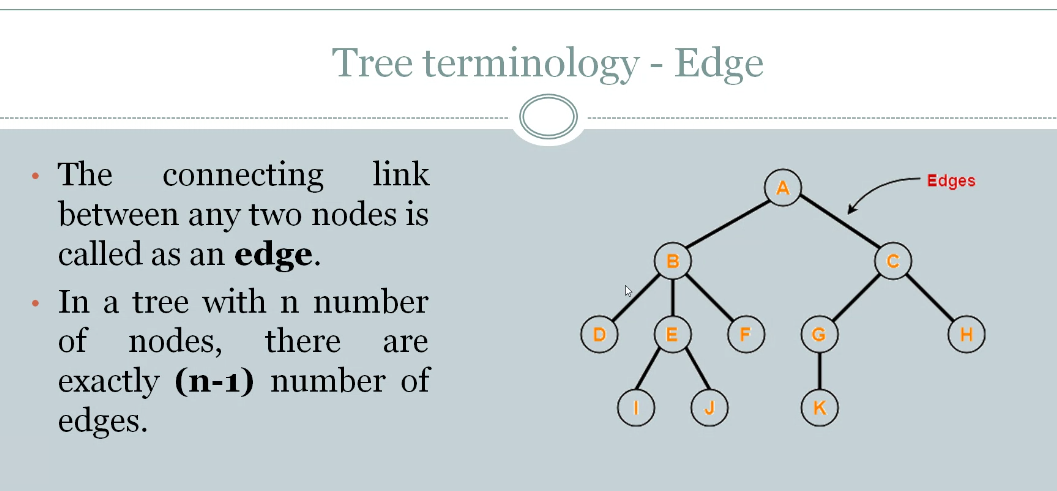 Tree terminology - Edge
• The connecting link
between any two nodes is
called as an edge.
• In a tree with n number
of nodes, there are
exactly (n-1) number of
edges.
Edges
A
B
C
D
E
F
G
H
I
J
K